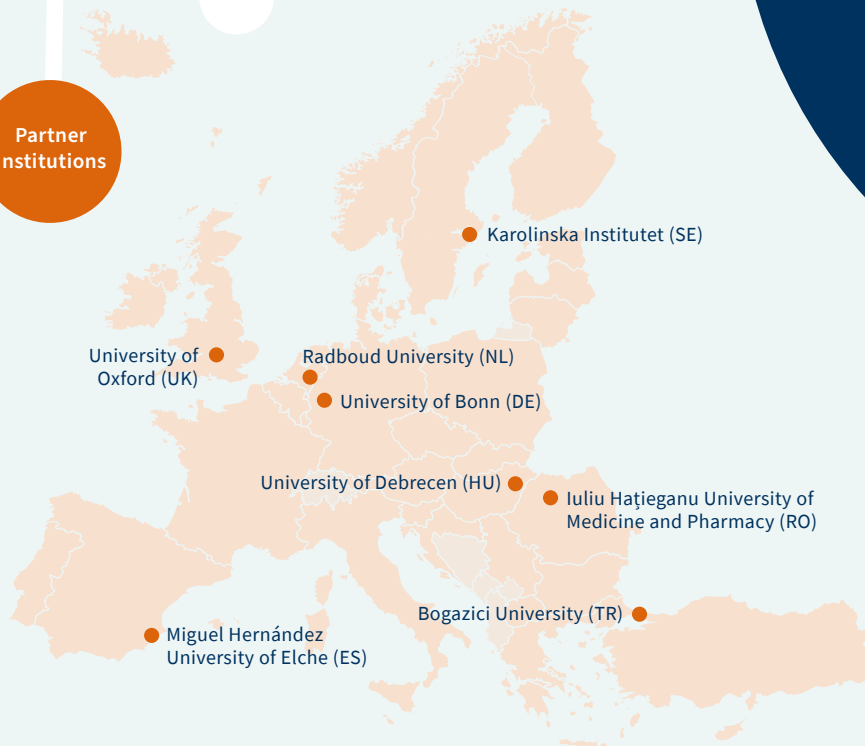 Partner
nstitutions
Karolinska Institutet (SE)
University of
Oxford (UK)
Radboud University (NL)
University of Bonn (DE)
University of Debrecen (HU)
Iuliu Hațieganu University of
Medicine and Pharmacy (RO)
Bogazici University (TR)
Miguel Hernández
University of Elche (ES)